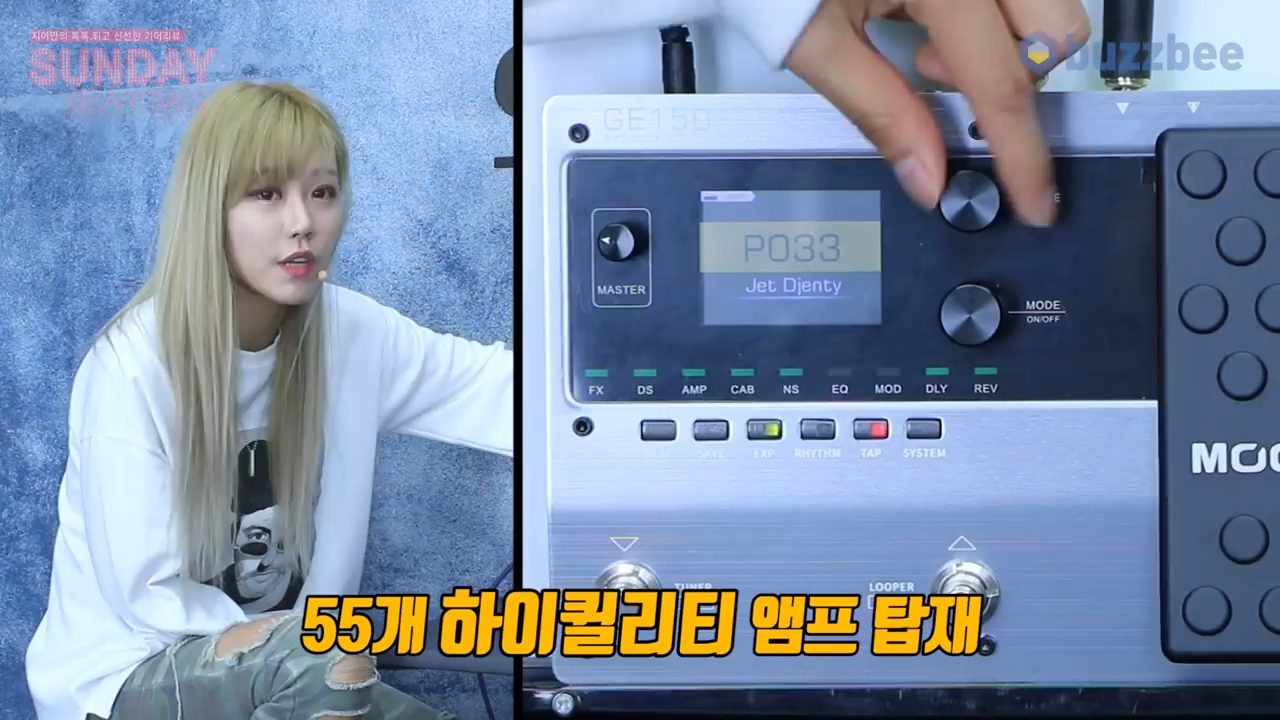 지아만의 톡톡 튀고 신선한 기어리뷰
SUNDAY
GEARTIMES
buzzbee
GE150
P033
Jet Djenty
MASTER
MODE
ON/OFF
FX DS AMP CAB NS EQ MOD DLY REV
SAVE EXP RHYTHM TAP SYSTEM
MOO
TUNER
LOOPER
55개 하이퀄리티 앰프 탑재